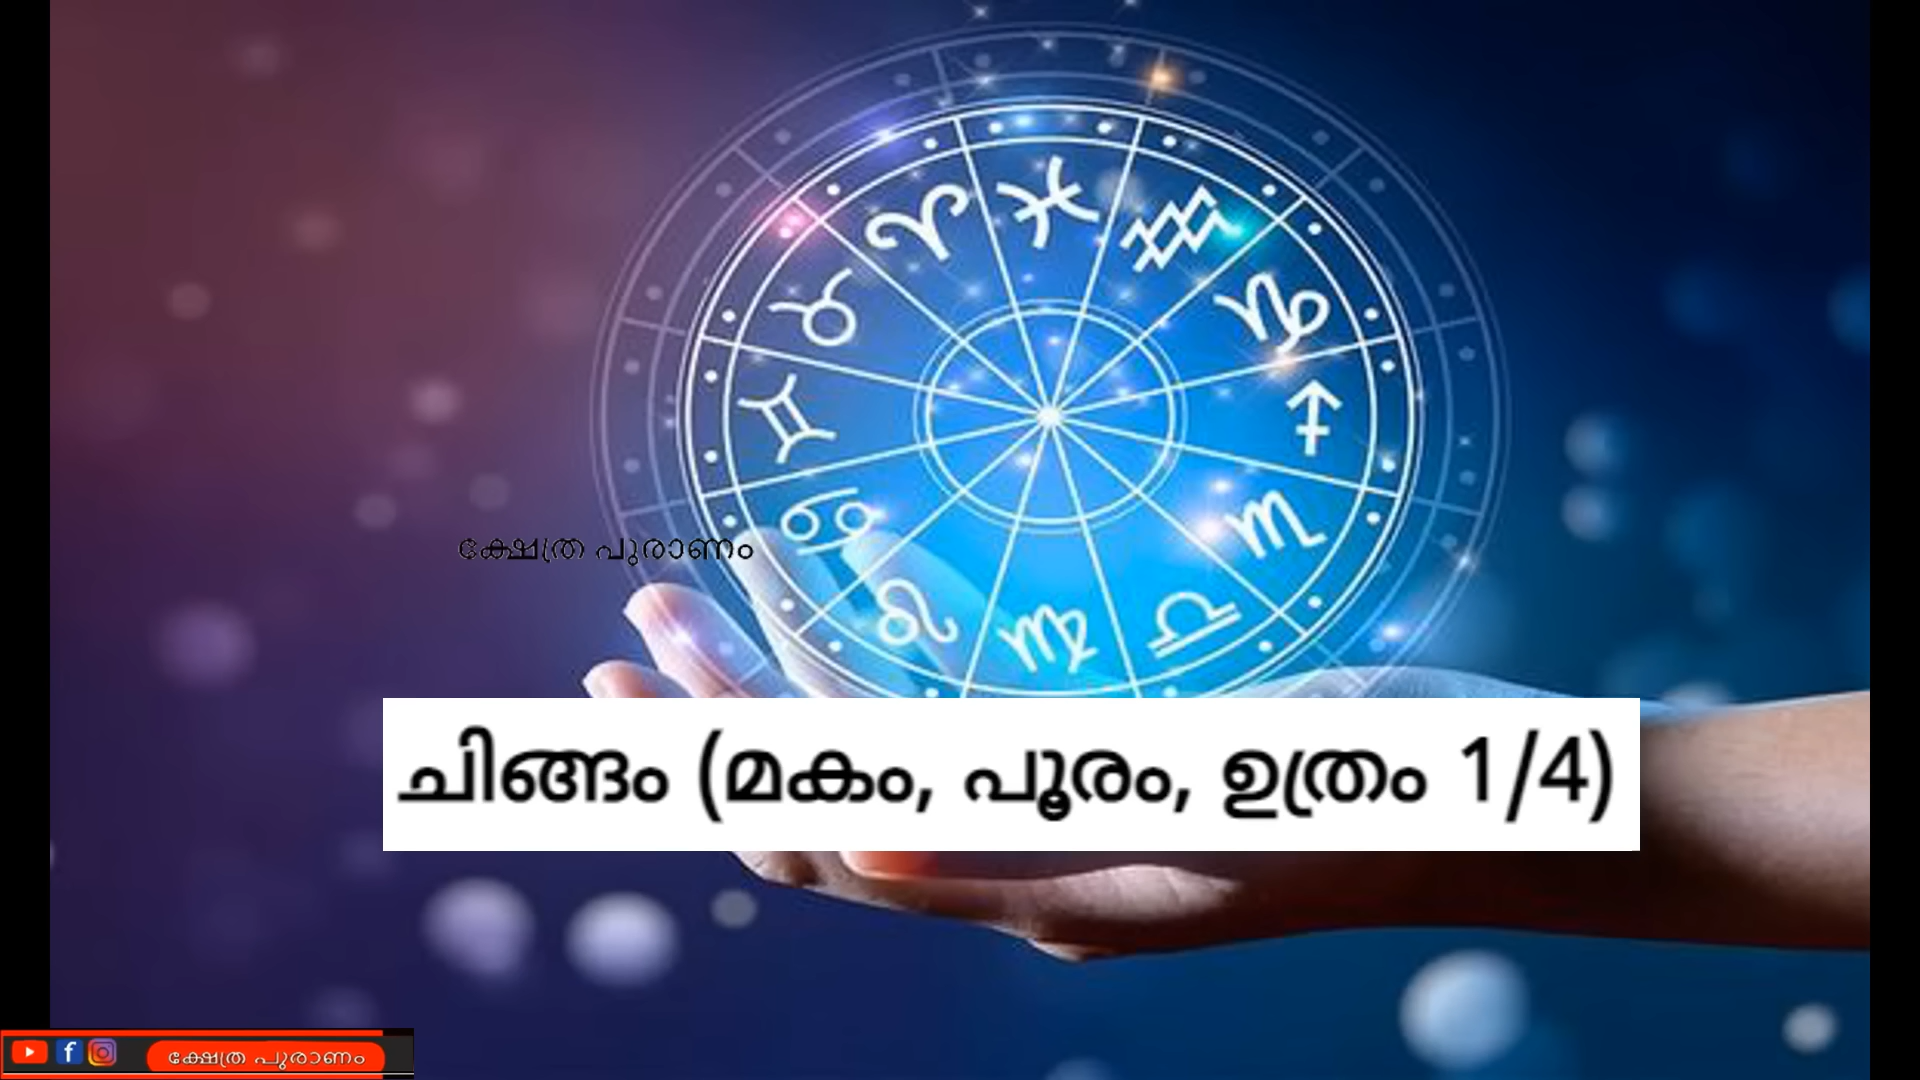 ക്ഷേത്ര പുരാണം
ചിങ്ങം (മകം, പൂരം, ഉത്രം 1/4)
ക്ഷേത്ര പുരാണം